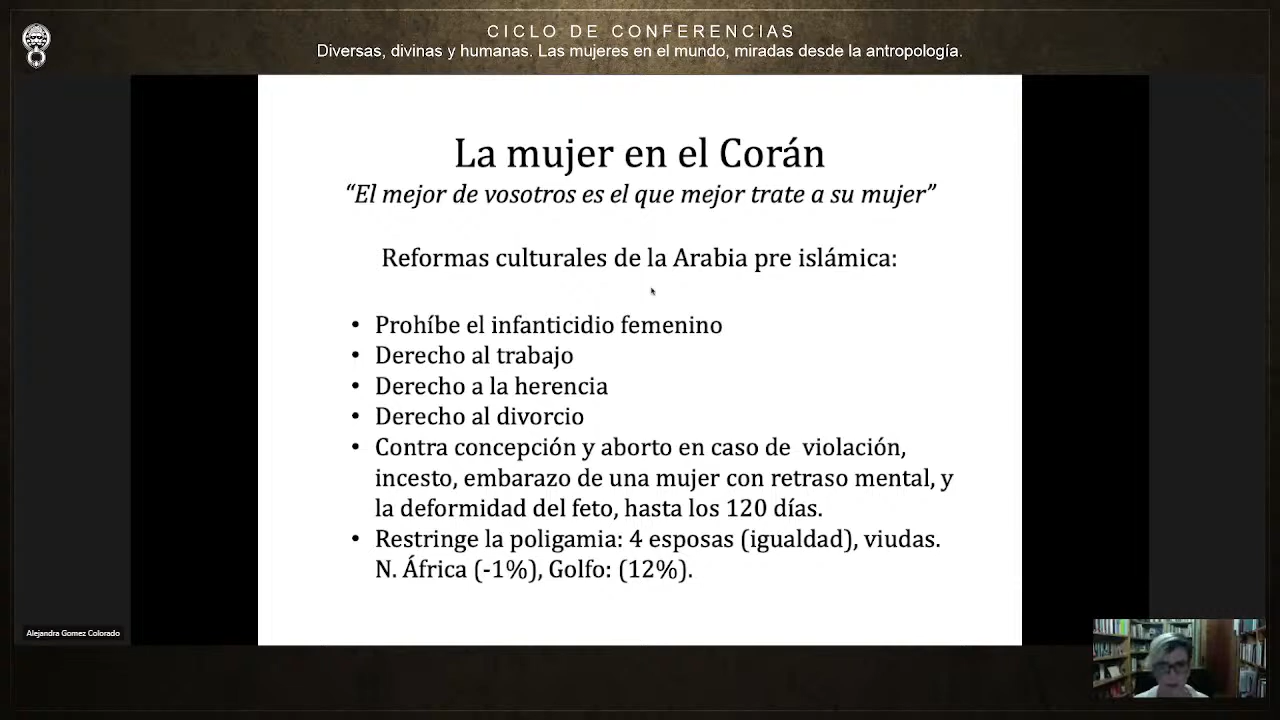 CICLO DE CONFERENCIAS
Diversas, divinas y humanas. Las mujeres en el mundo, miradas desde la antropología.
La mujer en el Corán
“El mejor de vosotros es el que mejor trate a su mujer”
Reformas culturales de la Arabia pre islámica:
• Prohíbe el infanticidio femenino
• Derecho al trabajo
• Derecho a la herencia
• Derecho al divorcio
• Contra concepción y aborto en caso de violación,
incesto, embarazo de una mujer con retraso mental, y
la deformidad del feto, hasta los 120 días.
• Restringe la poligamia: 4 esposas (igualdad), viudas.
N. África (-1%), Golfo: (12%).
Alejandra Gomez Colorado